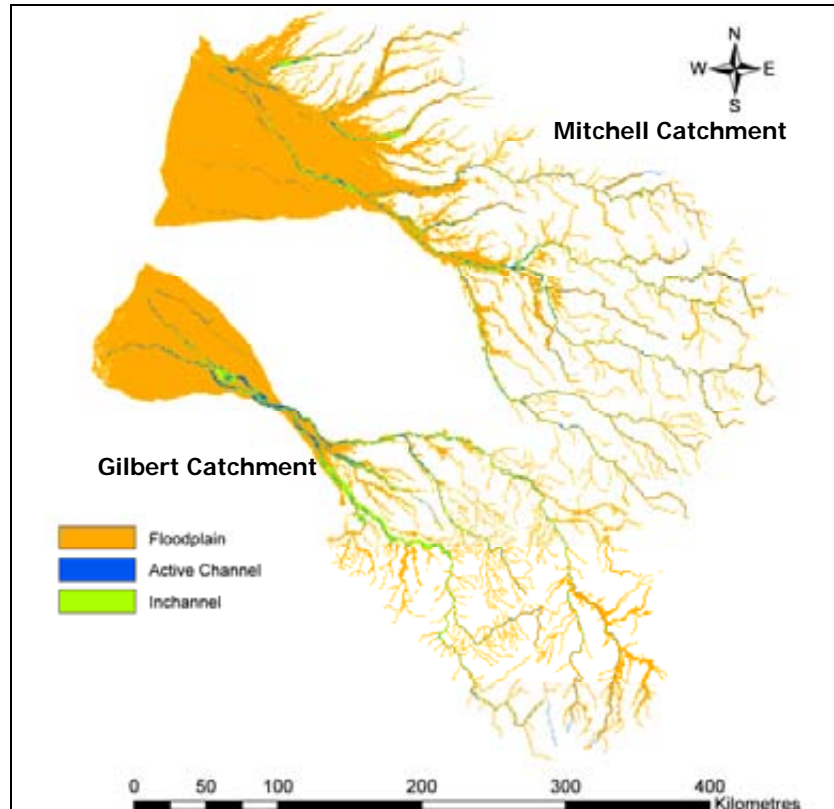 N
W E
S
Mitchell Catchment
Gilbert Catchment
Floodplain
Active Channel
Inchannel
0 50 100 200 300 400
Kilometres